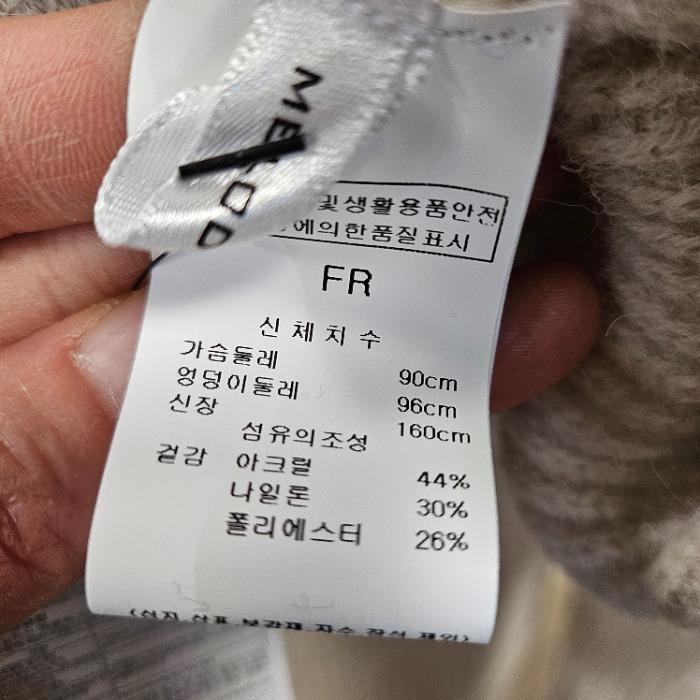 및생활용품안전
에의한품질표시
FR
신체치수
가슴둘레 90cm
엉덩이둘레 96cm
신장 160cm
섬유의조성
겉감 아크릴 44%
나일론 30%
폴리에스터 26%